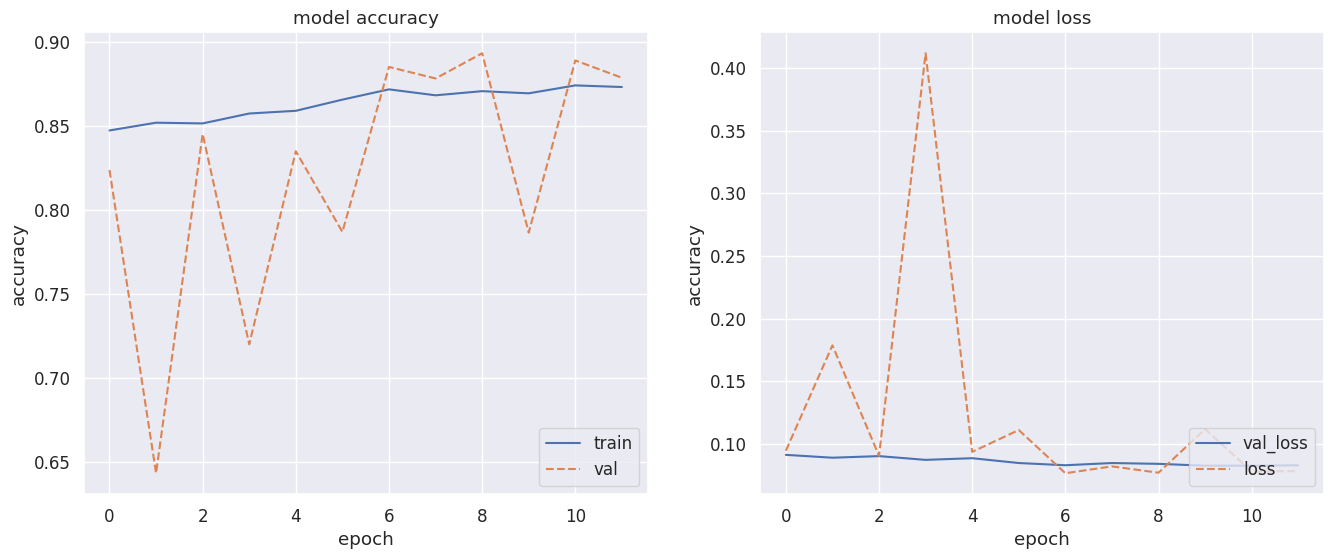 model accuracy
0.90
0.85
0.80
0.75
0.70
0.65
accuracy
0 2 4 6 8 10
epoch
train
val
model loss
0.40
0.35
0.30
0.25
0.20
0.15
0.10
accuracy
0 2 4 6 8 10
epoch
val_loss
loss